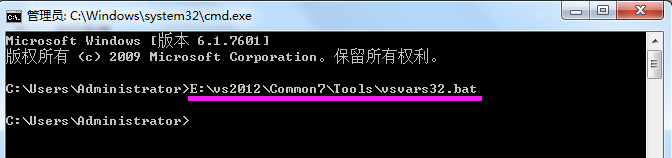 管理员: C:\Windows\system32\cmd.exe
Microsoft Windows [版本 6.1.7601]
版权所有 (c) 2009 Microsoft Corporation。保留所有权利。
C:\Users\Administrator>E:\vs2012\Common7\Tools\vsvars32.bat
C:\Users\Administrator>